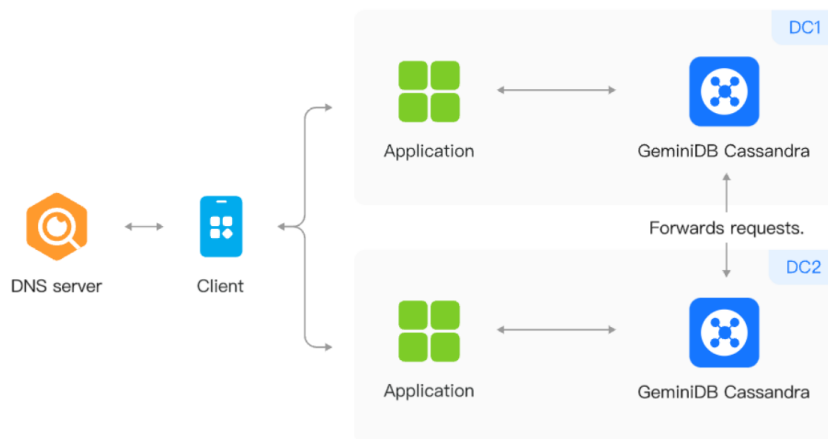 DC1
Application
GeminiDB Cassandra
Forwards requests.
DNS server
Client
DC2
Application
GeminiDB Cassandra